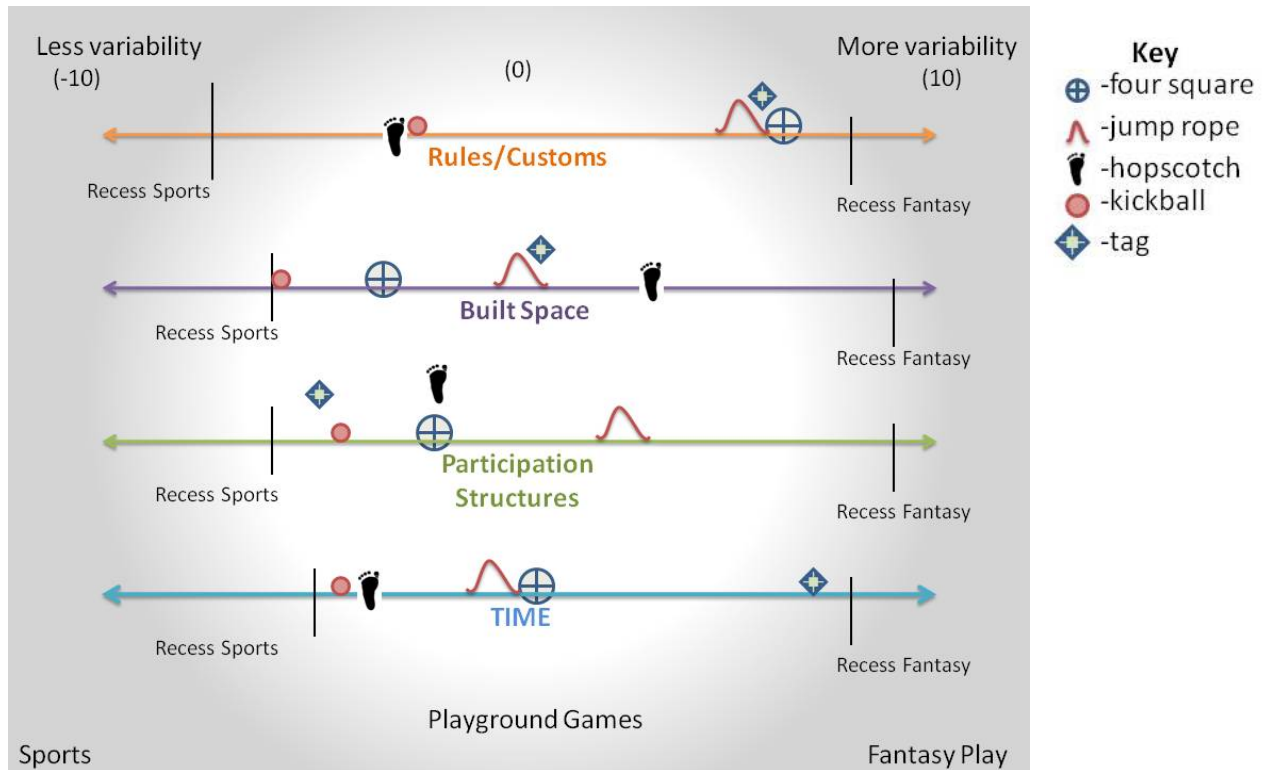 Less variability
(-10)
(0)
More variability
(10)
Recess Sports
Rules/Customs
Recess Fantasy
Recess Sports
Built Space
Recess Fantasy
Recess Sports
Participation
Structures
Recess Fantasy
Recess Sports
TIME
Recess Fantasy
Playground Games
Sports
Fantasy Play
Key
-four square
-jump rope
-hopscotch
-kickball
-tag